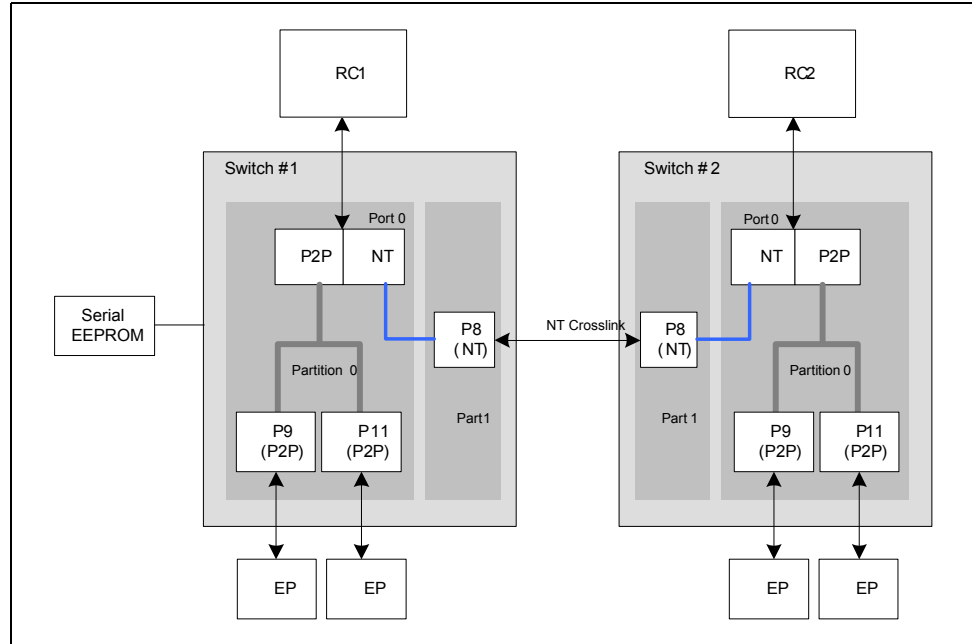 RC1
RC2
Switch #1
Switch #2
Port 0
Port 0
P2P
NT
NT
P2P
Serial
EEPROM
P8
(NT)
NT Crosslink
P8
(NT)
Partition 0
Partition 0
Part1
Part 1
P9
(P2P)
P11
(P2P)
P9
(P2P)
P11
(P2P)
EP
EP
EP
EP